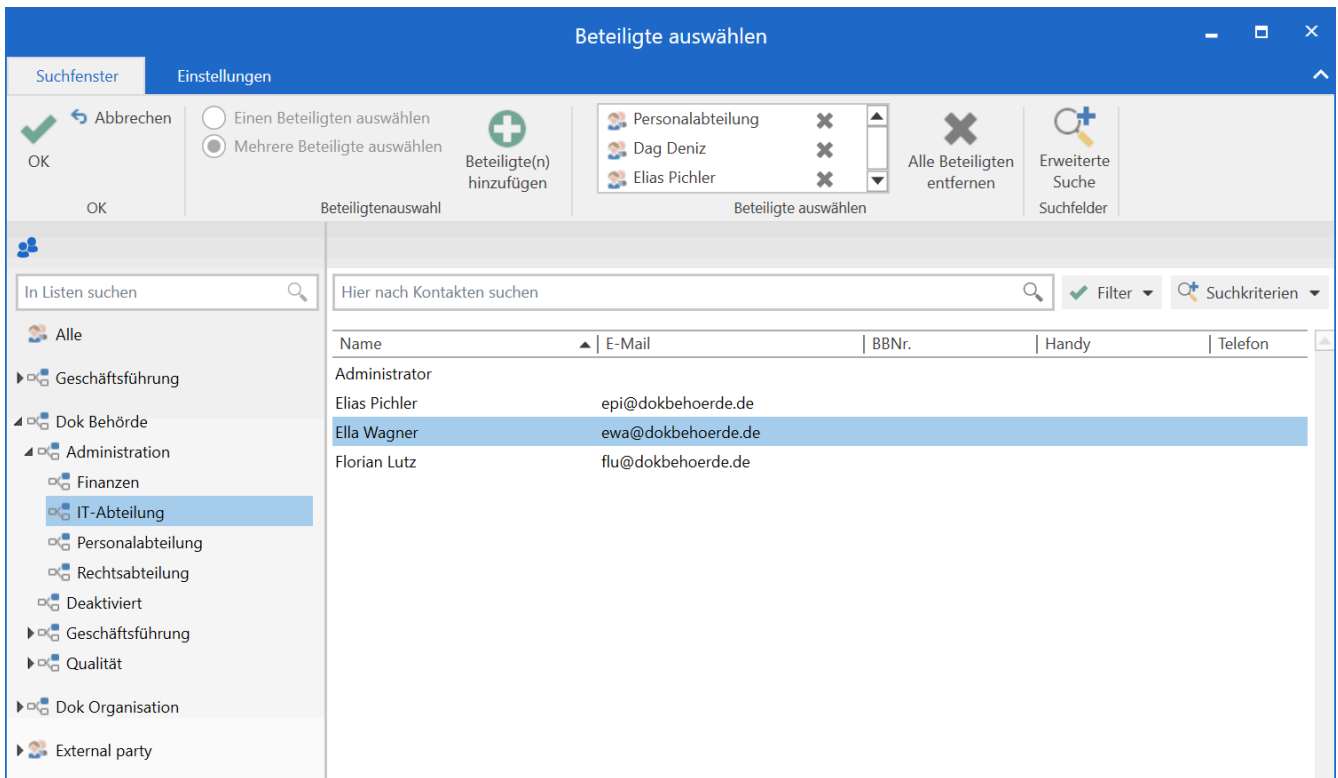 Beteiligte auswählen
Suchfenster Einstellungen
OK
Abbrechen
OK
Einen Beteiligten auswählen
Mehrere Beteiligte auswählen
Beteiligte(n)
hinzufügen
Beteiligtenauswahl
Personalabteilung
Dag Deniz
Elias Pichler
Beteiligte auswählen
Alle Beteiligten
entfernen
Erweiterte
Suche
Suchfelder
In Listen suchen
Alle
Geschäftsführung
Dok Behörde
Administration
Finanzen
IT-Abteilung
Personalabteilung
Rechtsabteilung
Deaktiviert
Geschäftsführung
Qualität
Dok Organisation
External party
Hier nach Kontakten suchen Filter Suchkriterien
Name E-Mail BBNr. Handy Telefon
Administrator
Elias Pichler epi@dokbehoerde.de
Ella Wagner ewa@dokbehoerde.de
Florian Lutz flu@dokbehoerde.de